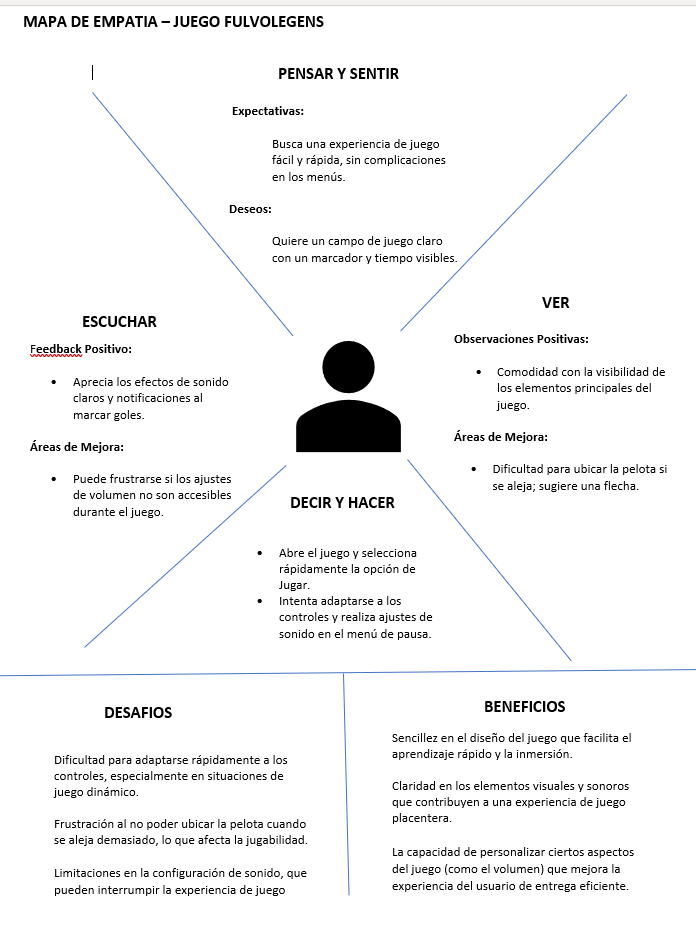 MAPA DE EMPATIA – JUEGO FULVOLEGENS
PENSAR Y SENTIR
Expectativas:
Busca una experiencia de juego
fácil y rápida, sin complicaciones
en los menús.
Deseos:
Quiere un campo de juego claro
con un marcador y tiempo visibles.
ESCUCHAR
Feedback Positivo:
• Aprecia los efectos de sonido
claros y notificaciones al
marcar goles.
Áreas de Mejora:
• Puede frustrarse si los ajustes
de volumen no son accesibles
durante el juego.
VER
Observaciones Positivas:
• Comodidad con la visibilidad de
los elementos principales del
juego.
Áreas de Mejora:
• Dificultad para ubicar la pelota si
se aleja; sugiere una flecha.
DECIR Y HACER
• Abre el juego y selecciona
rápidamente la opción de
Jugar.
• Intenta adaptarse a los
controles y realiza ajustes de
sonido en el menú de pausa.
DESAFIOS
Dificultad para adaptarse rápidamente a los
controles, especialmente en situaciones de
juego dinámico.
Frustración al no poder ubicar la pelota cuando
se aleja demasiado, lo que afecta la jugabilidad.
Limitaciones en la configuración de sonido, que
pueden interrumpir la experiencia de juego
BENEFICIOS
Sencillez en el diseño del juego que facilita el
aprendizaje rápido y la inmersión.
Claridad en los elementos visuales y sonoros
que contribuyen a una experiencia de juego
placentera.
La capacidad de personalizar ciertos aspectos
del juego (como el volumen) que mejora la
experiencia del usuario de entrega eficiente.